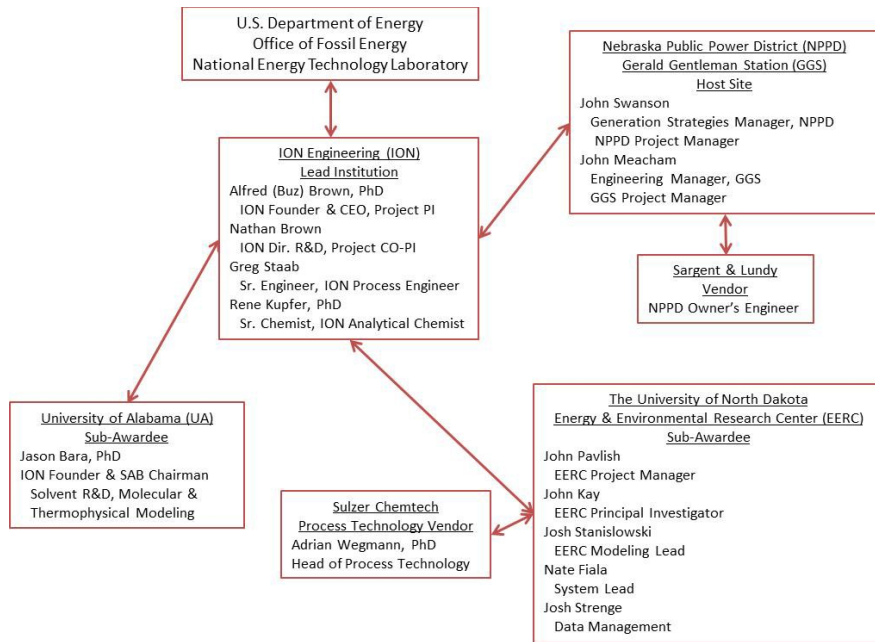 U.S. Department of Energy
Office of Fossil Energy
National Energy Technology Laboratory
Nebraska Public Power District (NPPD)
Gerald Gentleman Station (GGS)
Host Site
John Swanson
Generation Strategies Manager, NPPD
NPPD Project Manager
John Meacham
Engineering Manager, GGS
GGS Project Manager
ION Engineering (ION)
Lead Institution
Alfred (Buz) Brown, PhD
ION Founder & CEO, Project PI
Nathan Brown
ION Dir. R&D, Project CO-PI
Greg Staab
Sr. Engineer, ION Process Engineer
Rene Kupfer, PhD
Sr. Chemist, ION Analytical Chemist
Sargent & Lundy
Vendor
NPPD Owner's Engineer
University of Alabama (UA)
Sub-Awardee
Jason Bara, PhD
ION Founder & SAB Chairman
Solvent R&D, Molecular &
Thermophysical Modeling
Sulzer Chemtech
Process Technology Vendor
Adrian Wegmann, PhD
Head of Process Technology
The University of North Dakota
Energy & Environmental Research Center (EERC)
Sub-Awardee
John Pavlish
EERC Project Manager
John Kay
EERC Principal Investigator
Josh Stanislowski
EERC Modeling Lead
Nate Fiala
System Lead
Josh Strenge
Data Management